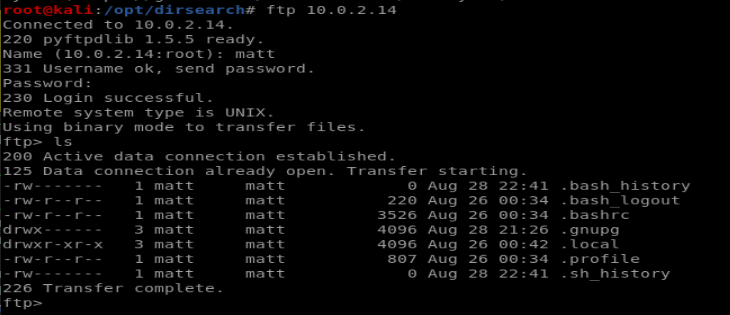 root@kali:/opt/dirsearch# ftp 10.0.2.14
Connected to 10.0.2.14.
220 pyftpdlib 1.5.5 ready.
Name (10.0.2.14:root): matt
331 Username ok, send password.
Password:
230 Login successful.
Remote system type is UNIX.
Using binary mode to transfer files.
ftp> ls
200 Active data connection established.
125 Data connection already open. Transfer starting.
-rw-------   1 matt     matt            0 Aug 28 22:41 .bash_history
-rw-r--r--   1 matt     matt          220 Aug 26 00:34 .bash_logout
-rw-r--r--   1 matt     matt         3526 Aug 26 00:34 .bashrc
drwx------   3 matt     matt         4096 Aug 28 21:26 .gnupg
drwxr-xr-x   3 matt     matt         4096 Aug 26 00:42 .local
-rw-r--r--   1 matt     matt          807 Aug 26 00:34 .profile
-rw-------   1 matt     matt            0 Aug 28 22:41 .sh_history
226 Transfer complete.
ftp>